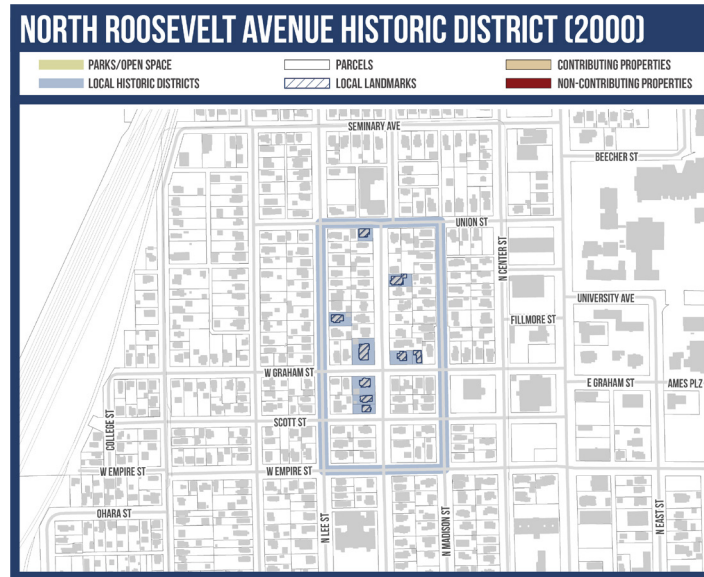 NORTH ROOSEVELT AVENUE HISTORIC DISTRICT (2000)
PARKS/OPEN SPACE
PARCELS
CONTRIBUTING PROPERTIES
LOCAL HISTORIC DISTRICTS
LOCAL LANDMARKS
NON-CONTRIBUTING PROPERTIES
SEMINARY AVE
BEECHER ST
UNION ST
N CENTER ST
UNIVERSITY AVE
FILLMORE ST
W GRAHAM ST
E GRAHAM ST
AMES PLZ
COLLEGE ST
SCOTT ST
W EMPIRE ST
W EMPIRE ST
OHARA ST
N LEE ST
N MADISON ST
N EAST ST